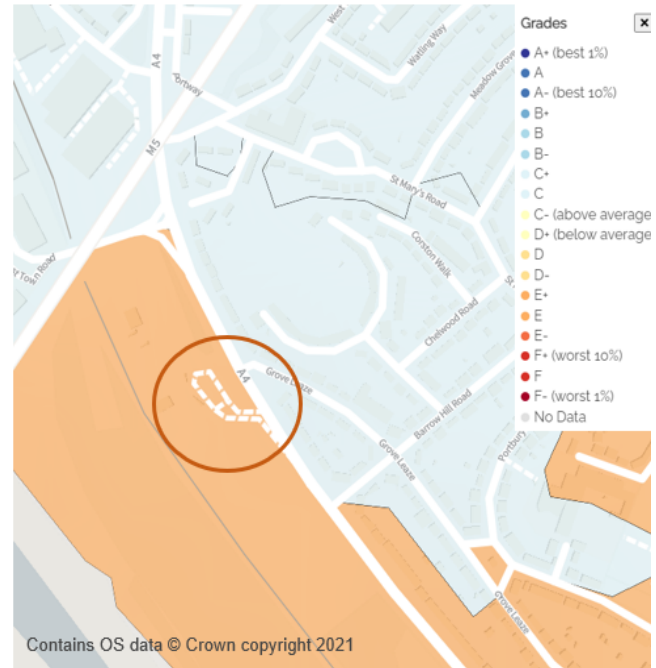 Grades
A+ (best 1%)
A
A- (best 10%)
B+
B
B-
C+
C
C- (above average
D+ (below average
D
D-
E+
E
E-
F+ (worst 10%)
F
F- (worst 1%)
No Data
A4
West
Watling Way
Meadow Grove
Portway
M5
St Mary's Road
Corston Walk
St
Town Road
Chelwood Road
A4
Grove Leaze
Barrow Hill Road
Grove Leaze
Portbury
Grove Leaze
Contains OS data © Crown copyright 2021